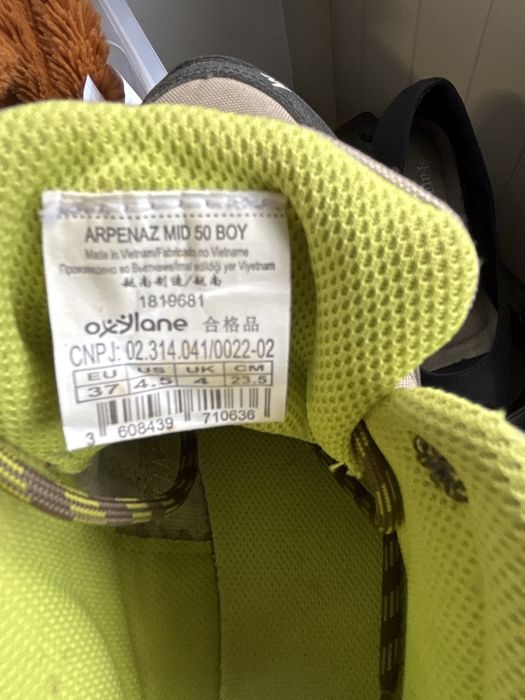 ARPENAZ MID 50 BOY
Made in Vietnam/Fabricado no Vietname
Произведено во Вьетнаме/Imal edildiği yer Viyetnam
越南制造/越南
1819681
oxylane 合格品
CNPJ: 02.314.041/0022-02
EU US UK CM
37 4.5 4 23.5
3 608439 710636